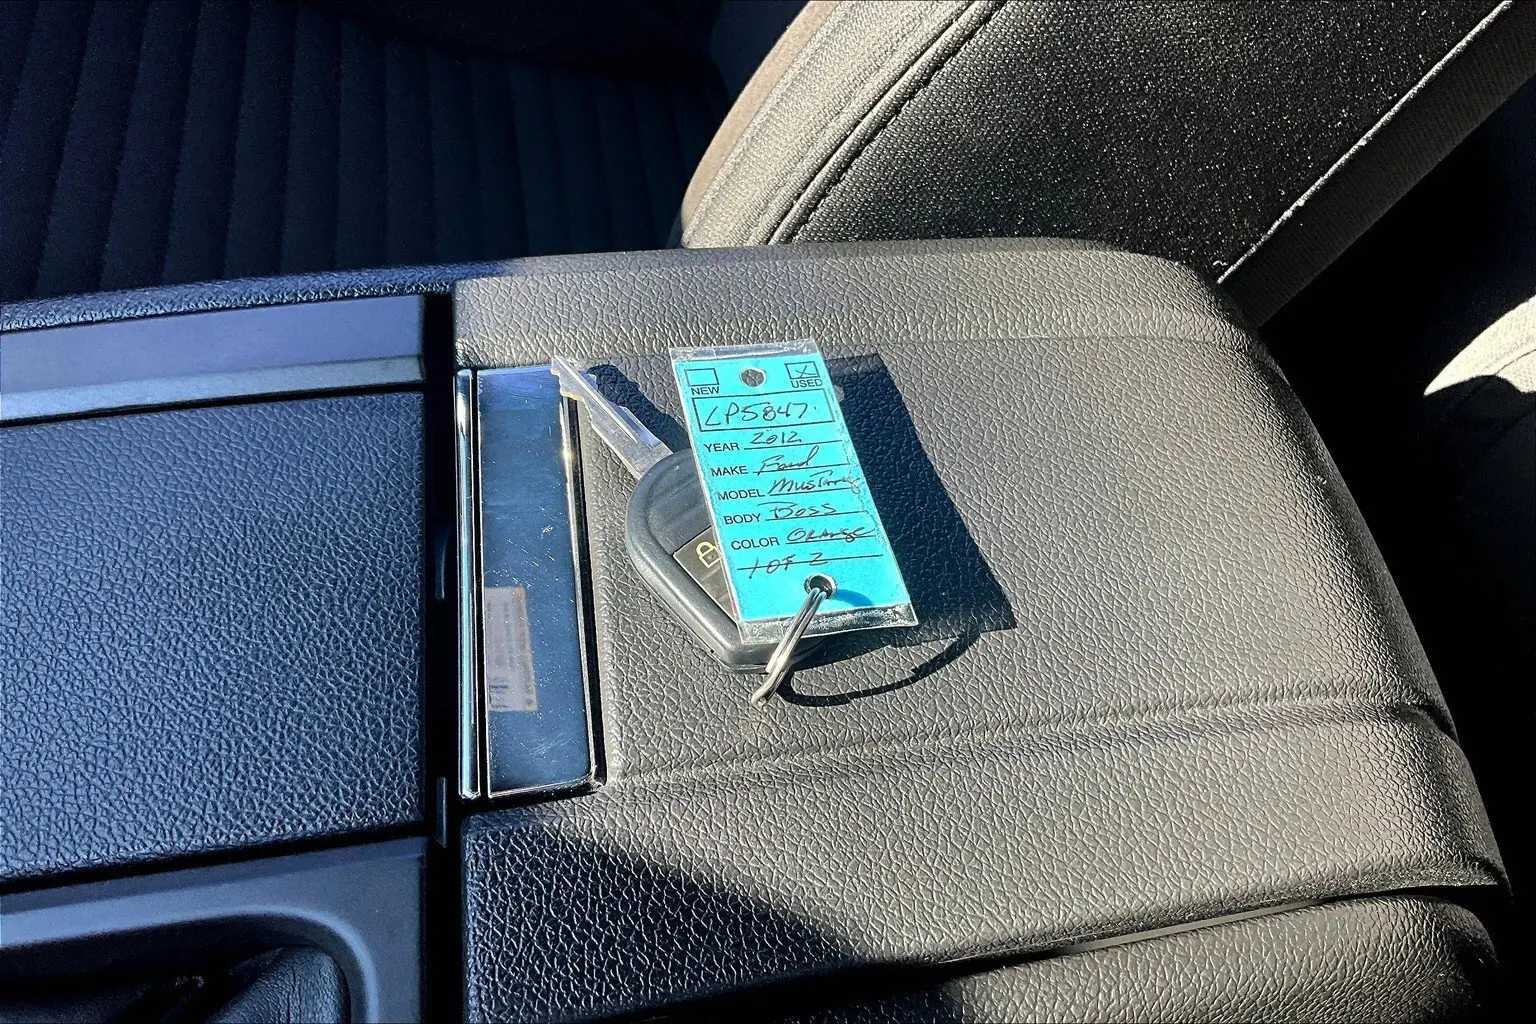 NEW USED
LP5847
YEAR 2012
MAKE Ford
MODEL Mustang
BODY Boss
COLOR Orange
1 OF 2